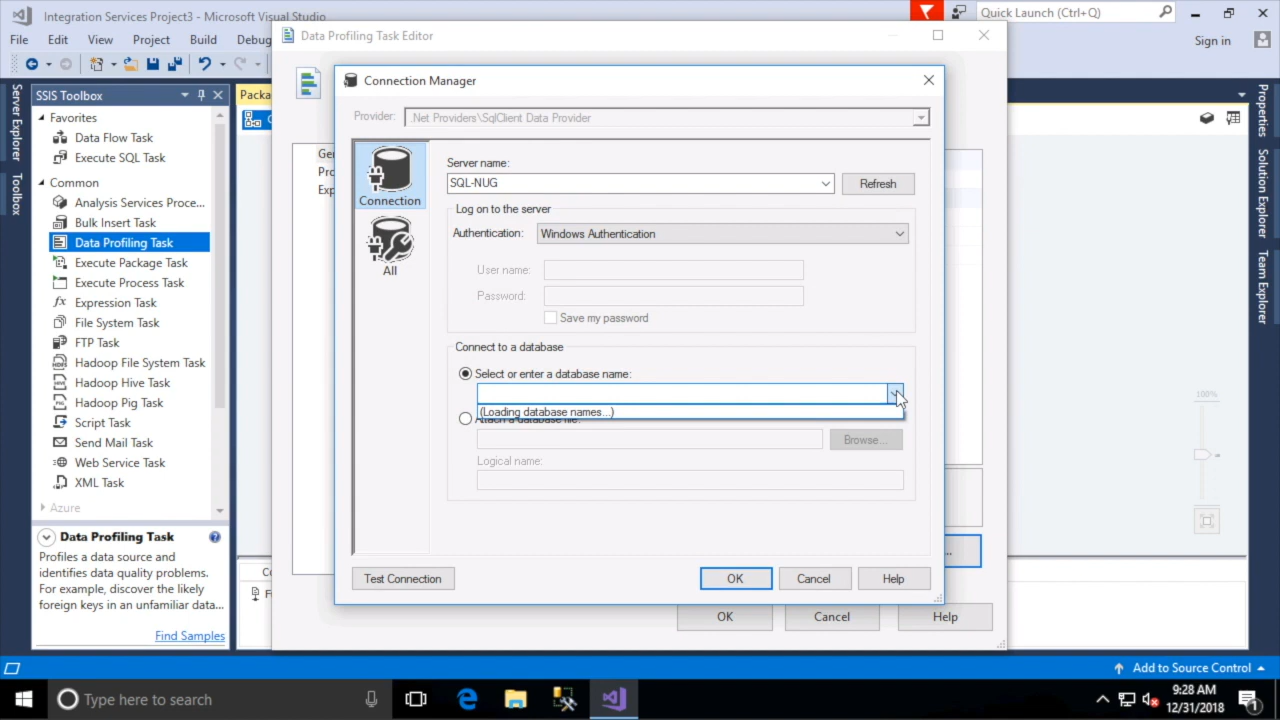 Integration Services Project3 - Microsoft Visual Studio
Quick Launch (Ctrl+Q)
File Edit View Project Build Debug
Sign in
Data Profiling Task Editor
Connection Manager
Provider: .Net Providers\SqlClient Data Provider
Server Explorer
Toolbox
SSIS Toolbox
Favorites
Data Flow Task
Execute SQL Task
Common
Analysis Services Proce...
Bulk Insert Task
Data Profiling Task
Execute Package Task
Execute Process Task
Expression Task
File System Task
FTP Task
Hadoop File System Task
Hadoop Hive Task
Hadoop Pig Task
Script Task
Send Mail Task
Web Service Task
XML Task
Azure
Data Profiling Task
Profiles a data source and
identifies data quality problems.
For example, discover the likely
foreign keys in an unfamiliar data...
Find Samples
Packa
Ge
Pro
Exp
Connection
All
Server name:
SQL-NUG
Refresh
Log on to the server
Authentication: Windows Authentication
User name:
Password:
Save my password
Connect to a database
Select or enter a database name:
(Loading database names...)
Attach a database file:
Browse...
Logical name:
Test Connection
OK Cancel Help
OK Cancel Help
100%
Properties
Solution Explorer
Team Explorer
Add to Source Control
Type here to search
9:28 AM
12/31/2018
1